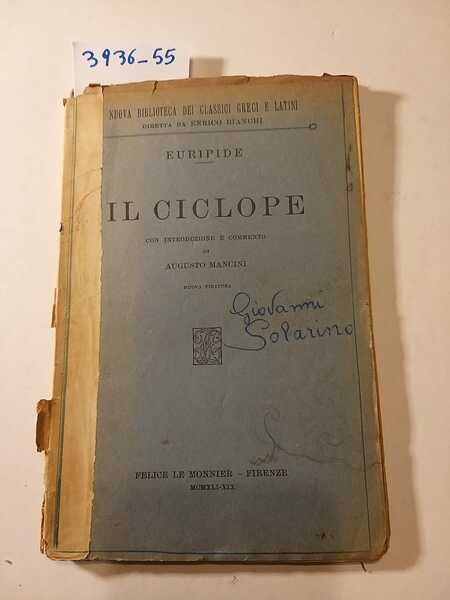 3936_55
NUOVA BIBLIOTECA DEI CLASSICI GRECI E LATINI
DIRETTA DA ENRICO BIANCHI
EURIPIDE
IL CICLOPE
CON INTRODUZIONE E COMMENTO
DI
AUGUSTO MANCINI
NUOVA TIRATURA
Giovanni
Solarino
FELICE LE MONNIER - FIRENZE
MCMXLI-XIX